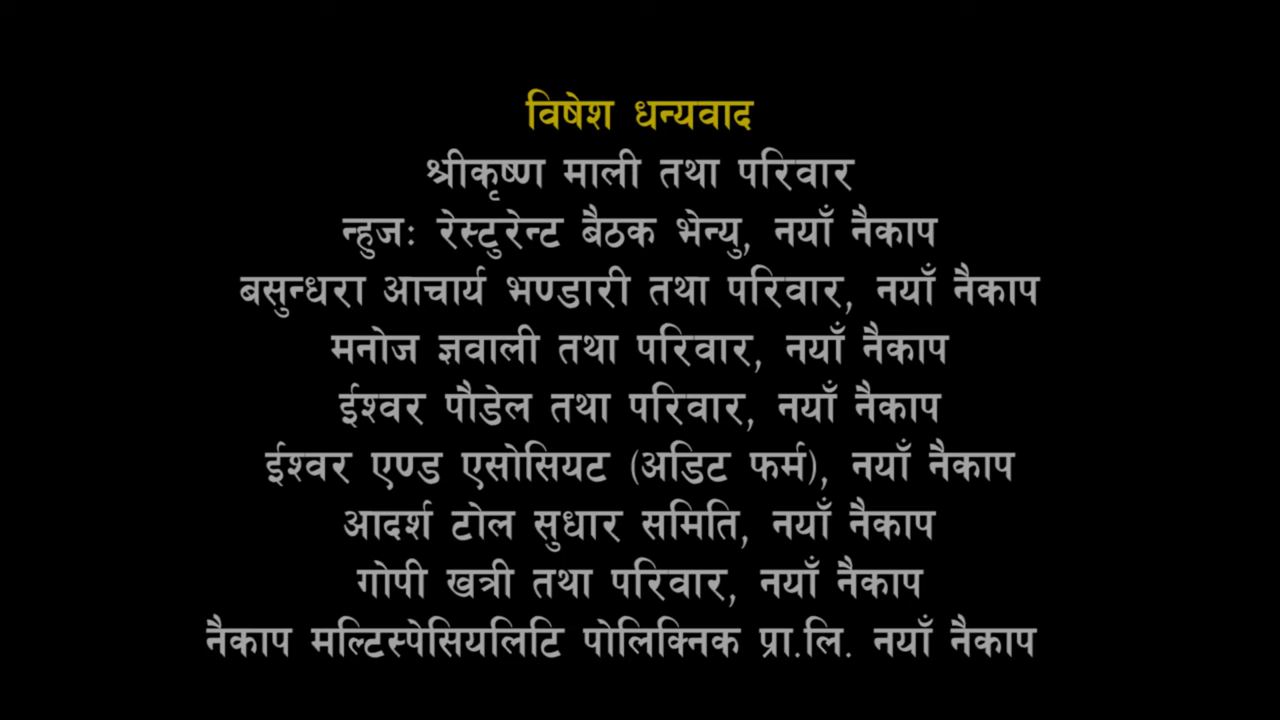 विषेश धन्यवाद
श्रीकृष्ण माली तथा परिवार
न्हुजः रेस्टुरेन्ट बैठक भेन्यु, नयाँ नैकाप
बसुन्धरा आचार्य भण्डारी तथा परिवार, नयाँ नैकाप
मनोज ज्ञवाली तथा परिवार, नयाँ नैकाप
ईश्वर पौडेल तथा परिवार, नयाँ नैकाप
ईश्वर एण्ड एसोसियट (अडिट फर्म), नयाँ नैकाप
आदर्श टोल सुधार समिति, नयाँ नैकाप
गोपी खत्री तथा परिवार, नयाँ नैकाप
नैकाप मल्टिस्पेसियलिटि पोलिक्निक प्रा.लि. नयाँ नैकाप